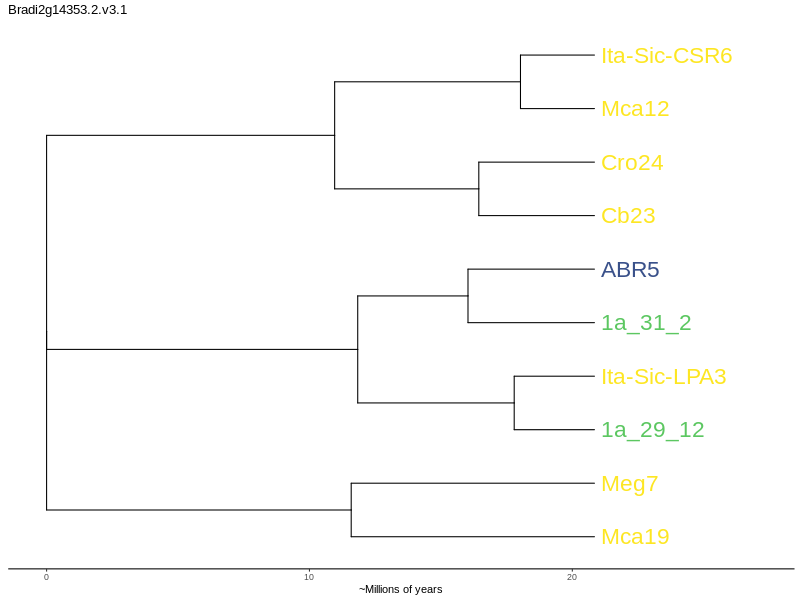 Bradi2g14353.2.v3.1
Ita-Sic-CSR6
Mca12
Cro24
Cb23
ABR5
1a_31_2
Ita-Sic-LPA3
1a_29_12
Meg7
Mca19
0 10 20
~Millions of years